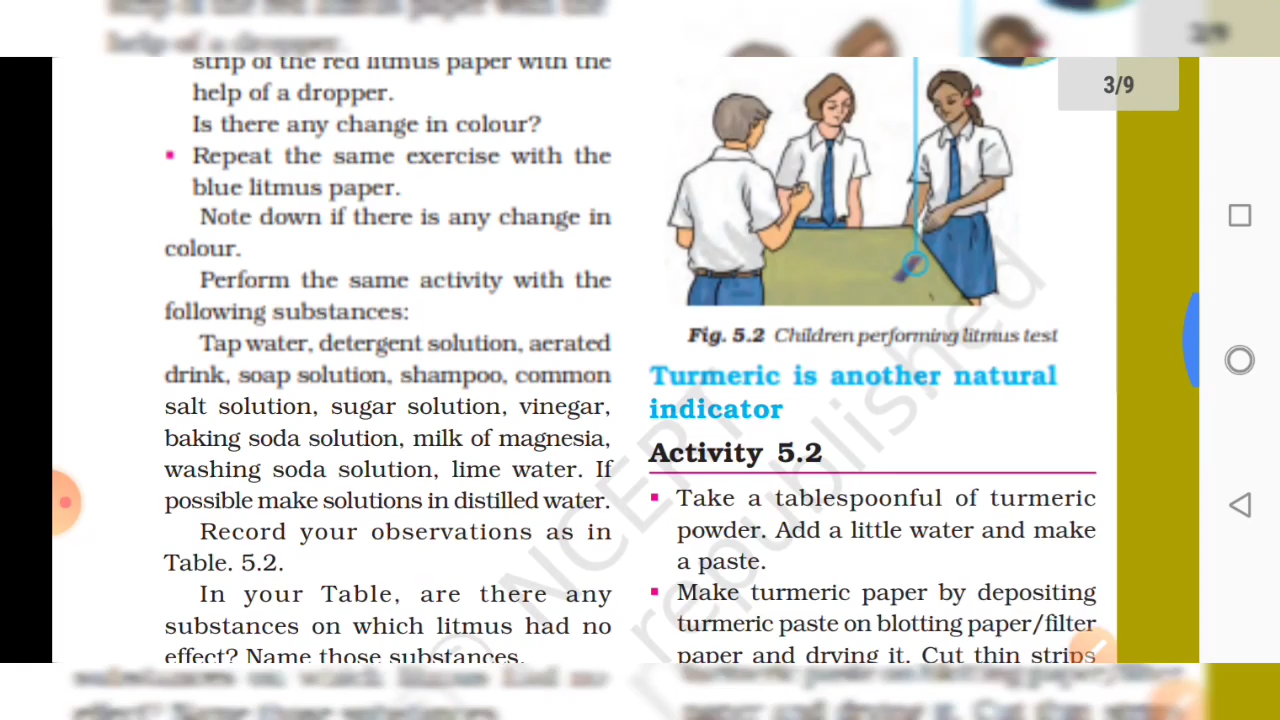 help of a dropper.
strip of the red litmus paper with the
help of a dropper.
Is there any change in colour?
Repeat the same exercise with the
blue litmus paper.
Note down if there is any change in
colour.
Perform the same activity with the
following substances:
Tap water, detergent solution, aerated
drink, soap solution, shampoo, common
salt solution, sugar solution, vinegar,
baking soda solution, milk of magnesia,
washing soda solution, lime water. If
possible make solutions in distilled water.
Record your observations as in
Table. 5.2.
In your Table, are there any
substances on which litmus had no
effect? Name those substances.
3/9
Fig. 5.2 Children performing litmus test
Turmeric is another natural
indicator
Activity 5.2
Take a tablespoonful of turmeric
powder. Add a little water and make
a paste.
Make turmeric paper by depositing
turmeric paste on blotting paper/filter
paper and drying it. Cut thin strips
© NCERT
republished